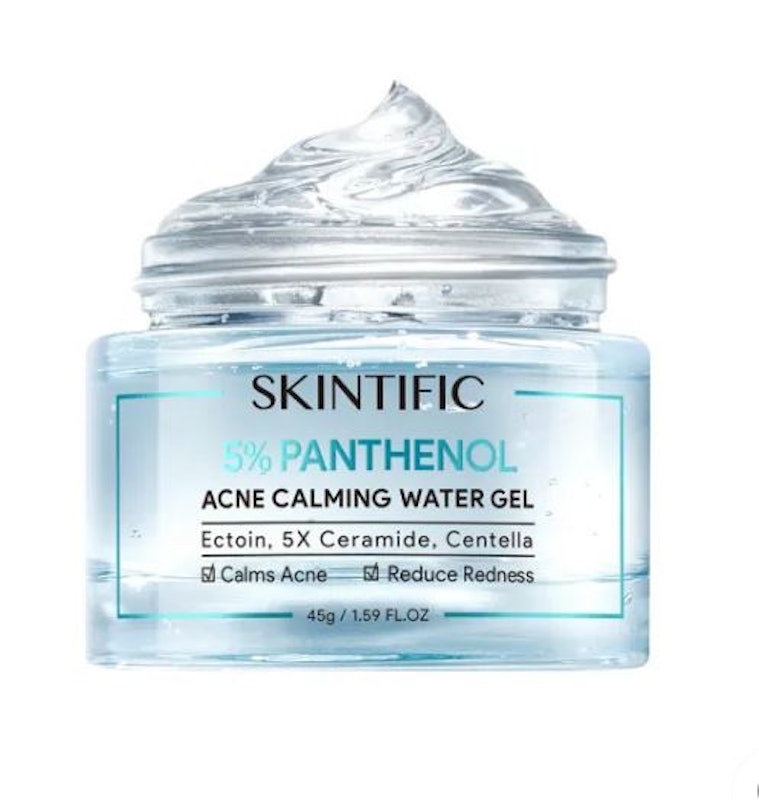 SKINTIFIC
5% PANTHENOL
ACNE CALMING WATER GEL
Ectoin, 5X Ceramide, Centella
☑ Calms Acne ☑ Reduce Redness
45g / 1.59 FL.OZ